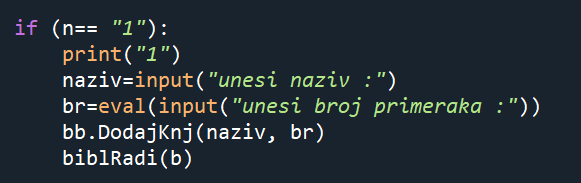 if (n== "1"):
    print("1")
    naziv=input("unesi naziv :")
    br=eval(input("unesi broj primeraka :"))
    bb.DodajKnj(naziv, br)
    biblRadi(b)